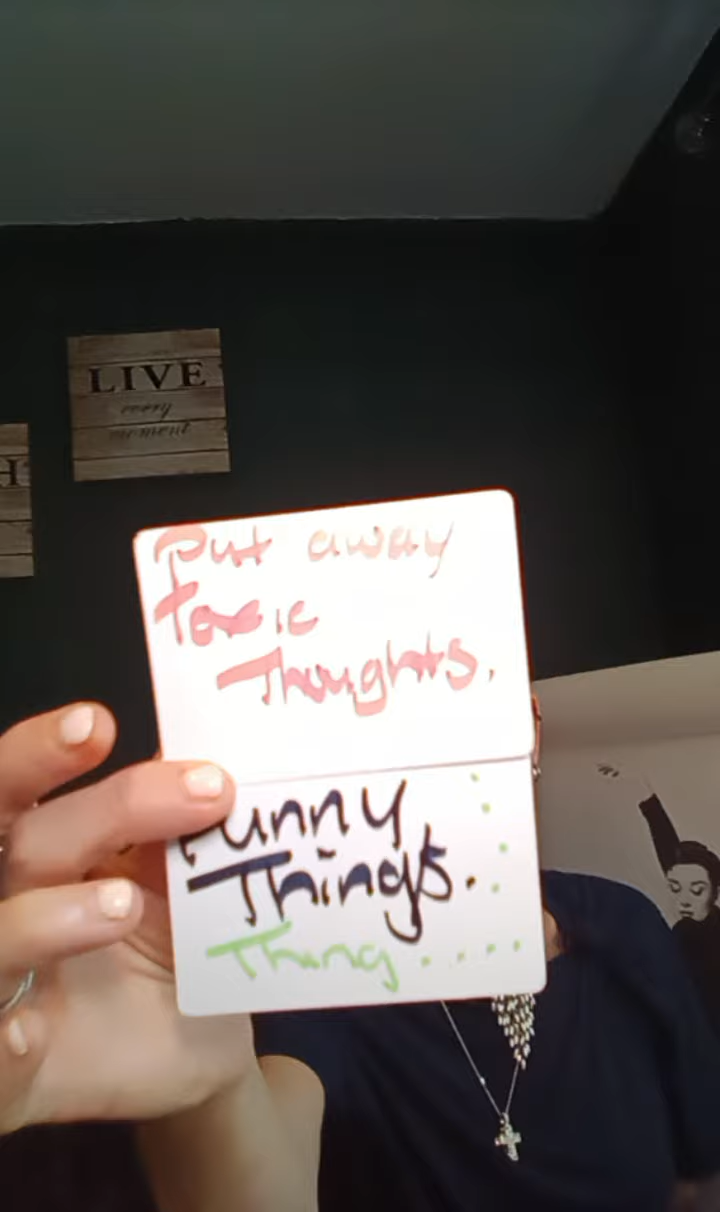 LIVE
every
moment
H
Put away
Toxic
Thoughts.
Funny
Things.
Thing....